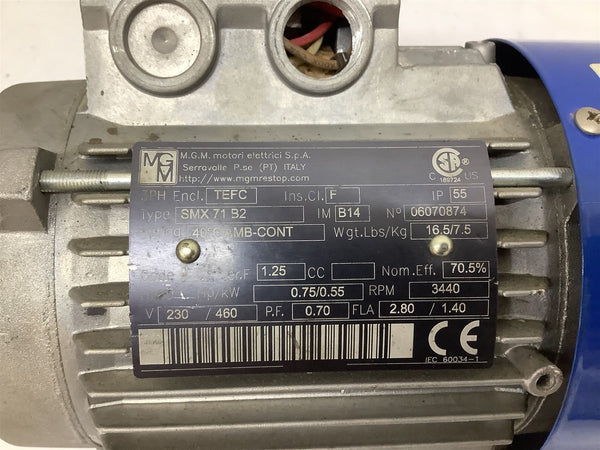 MGM M.G.M. motori elettrici S.p.A.
Serravalle P.se (PT) ITALY
http://www.mgmrestop.com
C CSA ® US
189724
3PH Encl. TEFC Ins.Cl. F IP 55
Type SMX 71 B2 IM B14 N° 06070874
AMB-CONT Wgt.Lbs/Kg 16.5/7.5
1.25 CC Nom.Eff. 70.5%
Hp/kW 0.75/0.55 RPM 3440
V 230 / 460 P.F. 0.70 FLA 2.80 / 1.40
CE
IEC 60034-1